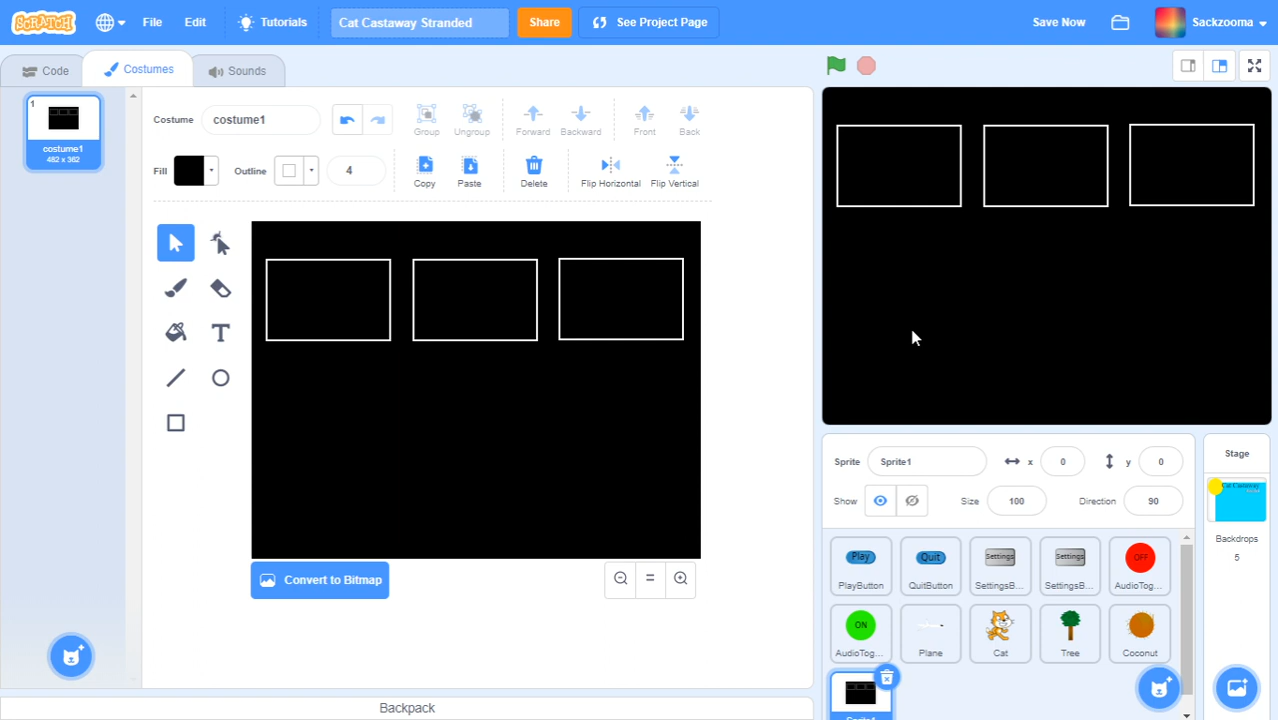 SCRATCH File Edit Tutorials Cat Castaway Stranded Share See Project Page Save Now Sackzooma
Code Costumes Sounds
1
costume1
482 x 362
Costume costume1 Group Ungroup Forward Backward Front Back
Fill Outline 4 Copy Paste Delete Flip Horizontal Flip Vertical
Convert to Bitmap
Backpack
Sprite Sprite1 x 0 y 0
Show Size 100 Direction 90
Play Quit Settings Settings OFF
PlayButton QuitButton SettingsB... SettingsB... AudioTog...
ON
AudioTog... Plane Cat Tree Coconut
Sprite1
Stage
Cat Castaway
Backdrops
5